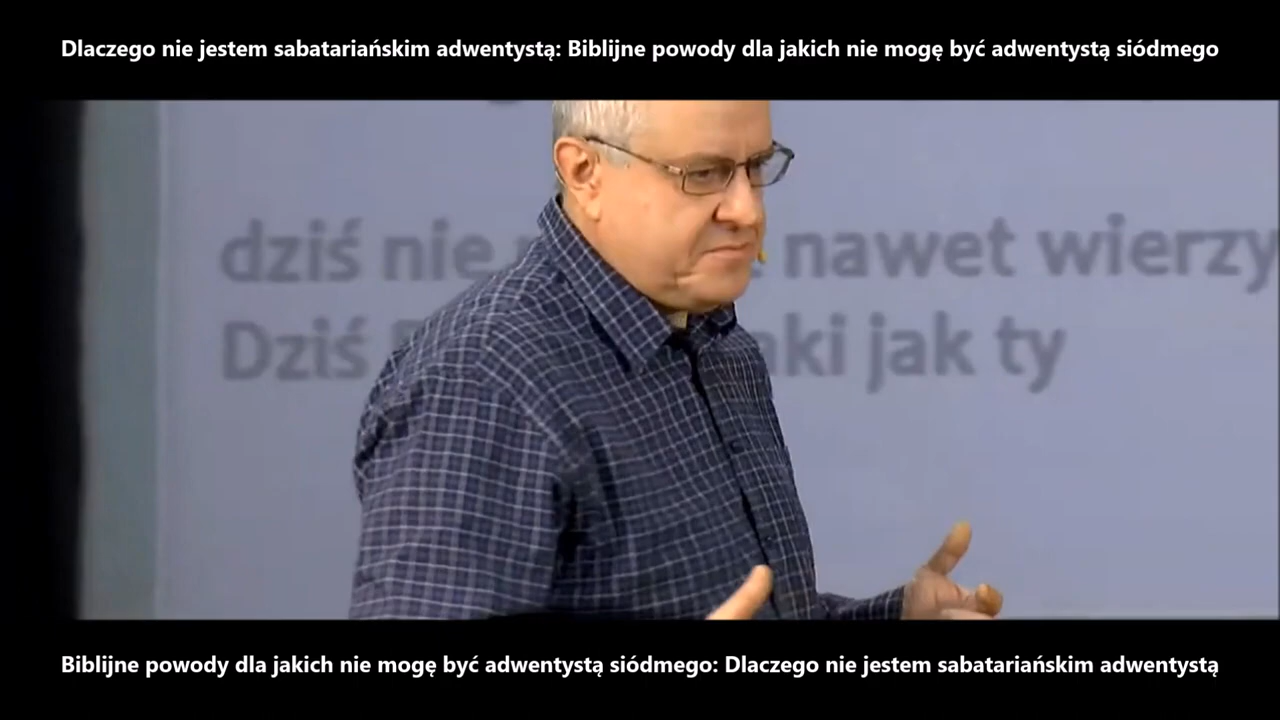 Dlaczego nie jestem sabatariańskim adwentystą: Biblijne powody dla jakich nie mogę być adwentystą siódmego
dziś nie nawet wierzy
Dziś jak ty
Biblijne powody dla jakich nie mogę być adwentystą siódmego: Dlaczego nie jestem sabatariańskim adwentystą